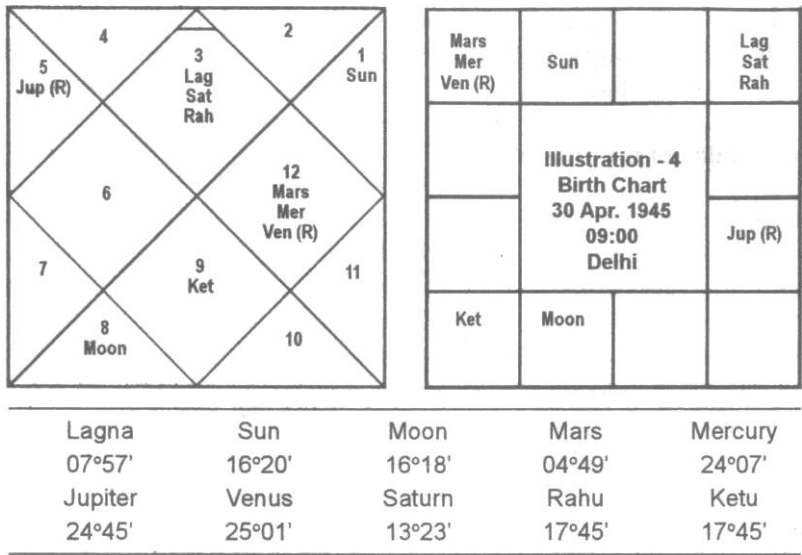 4
2
3
Lag
Sat
Rah
5
Jup (R)
1
Sun
6
12
Mars
Mer
Ven (R)
7
9
Ket
11
8
Moon
10
Mars
Mer
Ven (R)
Sun
Lag
Sat
Rah
Illustration - 4
Birth Chart
30 Apr. 1945
09:00
Delhi
Jup (R)
Ket
Moon
Lagna Sun Moon Mars Mercury
07°57' 16°20' 16°18' 04°49' 24°07'
Jupiter Venus Saturn Rahu Ketu
24°45' 25°01' 13°23' 17°45' 17°45'